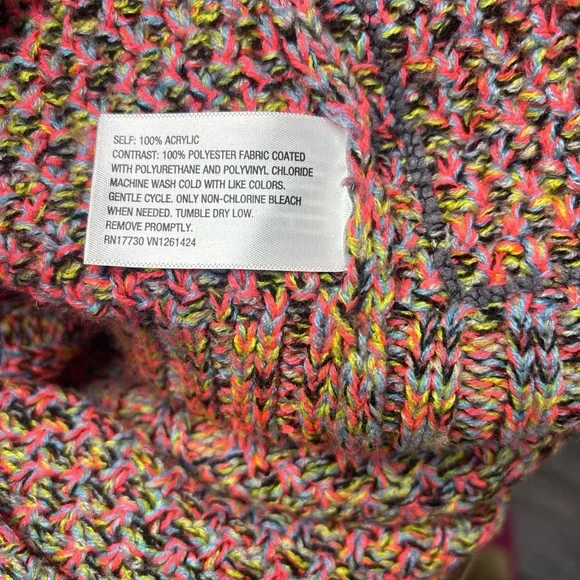 SELF: 100% ACRYLIC
CONTRAST: 100% POLYESTER FABRIC COATED
WITH POLYURETHANE AND POLYVINYL CHLORIDE
MACHINE WASH COLD WITH LIKE COLORS.
GENTLE CYCLE. ONLY NON-CHLORINE BLEACH
WHEN NEEDED. TUMBLE DRY LOW.
REMOVE PROMPTLY.
RN17730 VN1261424